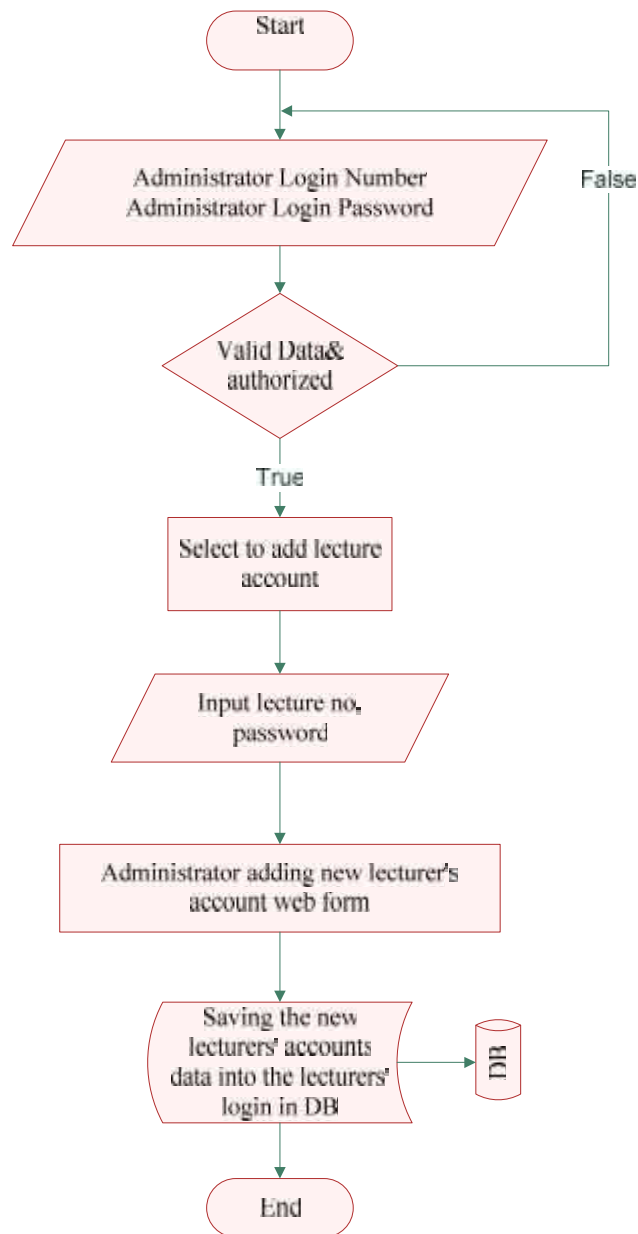 Start
Administrator Login Number
Administrator Login Password
False
Valid Data&
authorized
True
Select to add lecture
account
Input lecture no,
password
Administrator adding new lecturer's
account web form
Saving the new
lecturers' accounts
data into the lecturers'
login in DB
DB
End